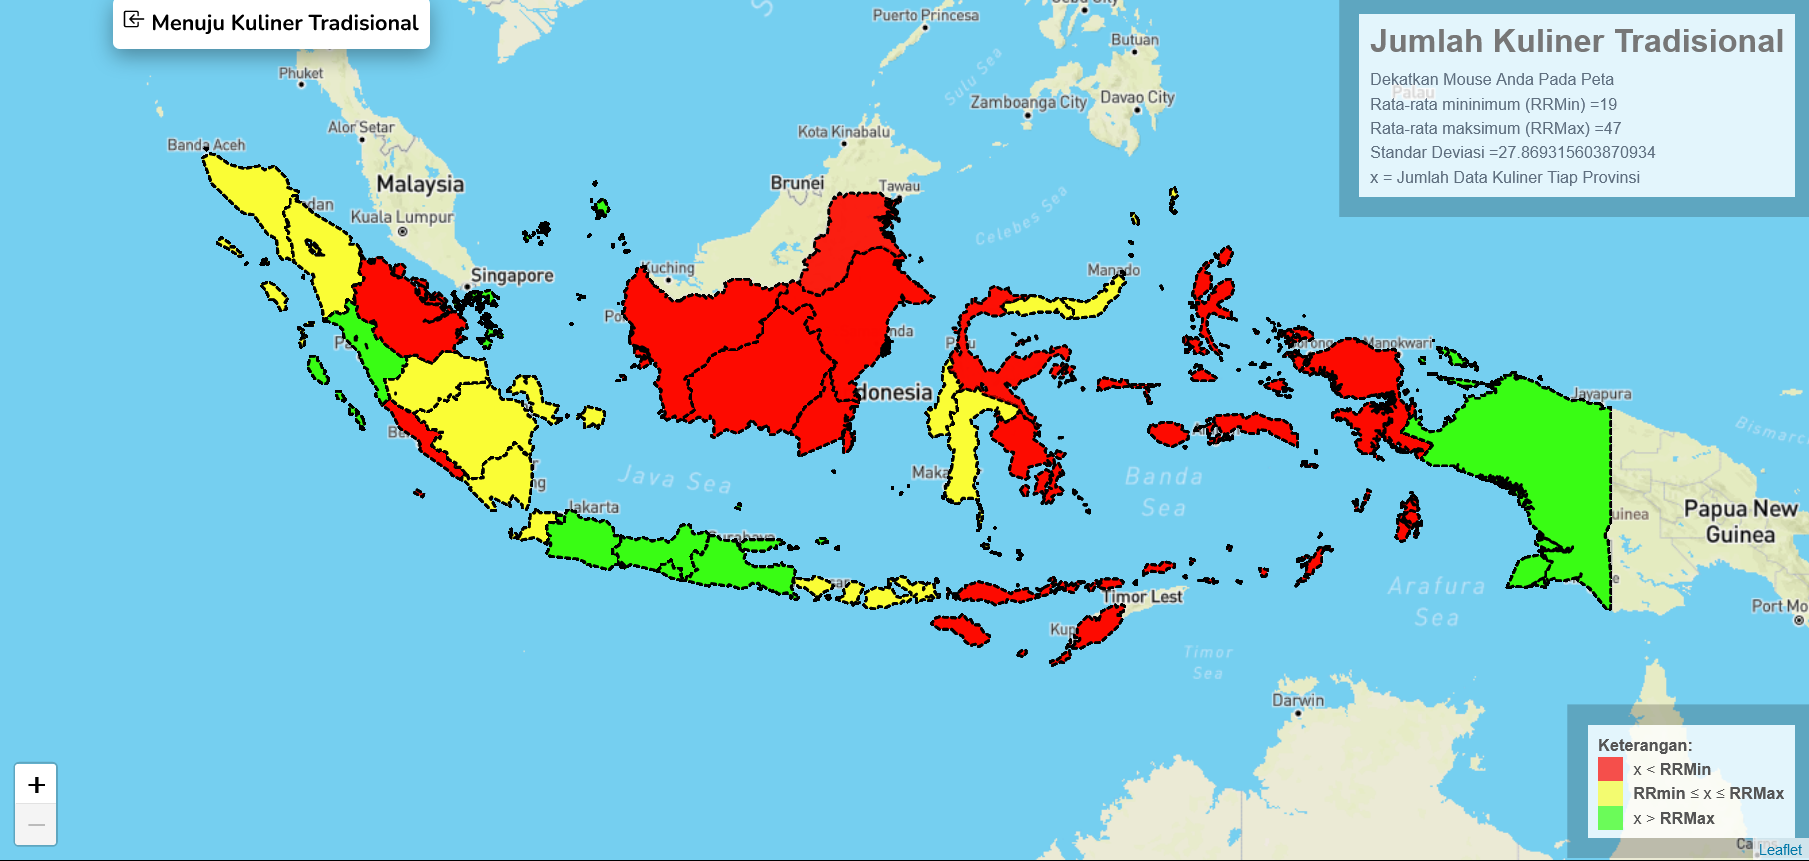 Menuju Kuliner Tradisional
Jumlah Kuliner Tradisional
Dekatkan Mouse Anda Pada Peta
Rata-rata mininimum (RRMin) =19
Rata-rata maksimum (RRMax) =47
Standar Deviasi =27.869315603870934
x = Jumlah Data Kuliner Tiap Provinsi
Palau
Puerto Princesa
Butuan
Sulu Sea
Phuket
Zamboanga City
Davao City
Alor Setar
Kota Kinabalu
Banda Aceh
Malaysia
Brunei
Tawau
Kuala Lumpur
Celebes Sea
Singapore
Kuching
Manado
Manokwari
Jayapura
Bismarc
Java Sea
Banda
Sea
Jakarta
Papua New
Guinea
Arafura
Sea
Timor Lest
Port Mo
Timor
Sea
Darwin
+
−
Keterangan:
x < RRMin
RRmin ≤ x ≤ RRMax
x > RRMax
Leaflet